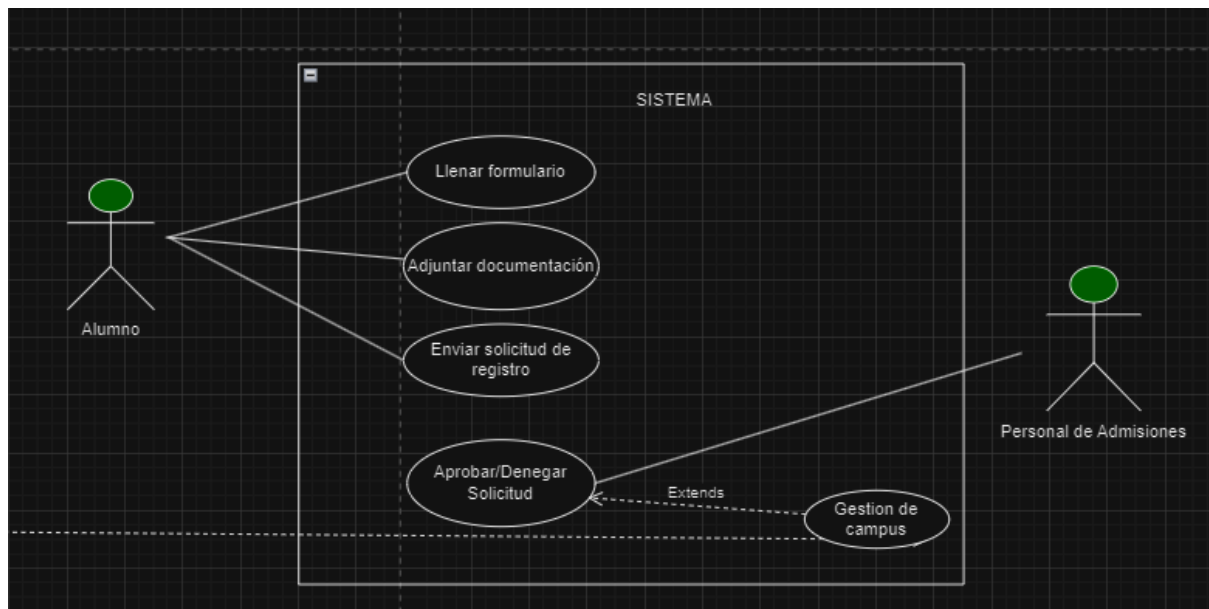 SISTEMA
Llenar formulario
Adjuntar documentación
Alumno
Enviar solicitud de
registro
Personal de Admisiones
Aprobar/Denegar
Solicitud
Extends
Gestion de
campus